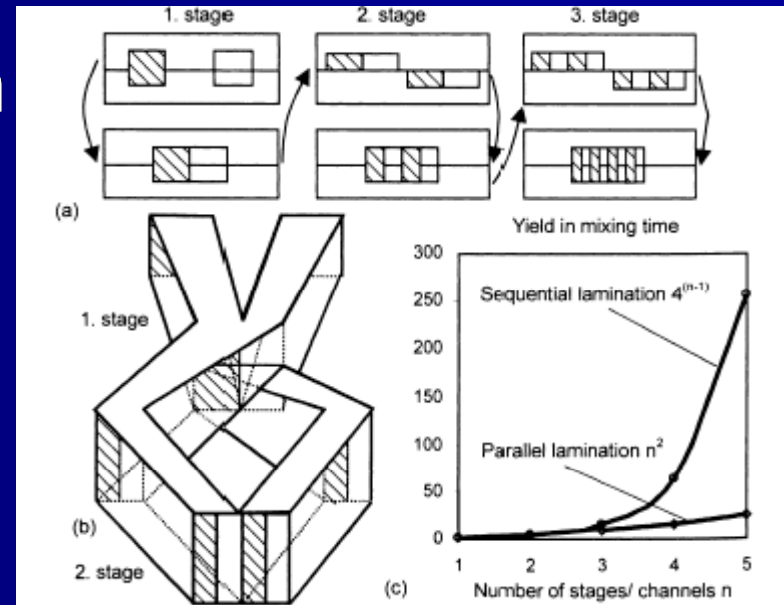 1. stage 2. stage 3. stage
(a)
1. stage
(b)
2. stage
Yield in mixing time
300
250
200
150
100
50
0
Sequential lamination 4^(n-1)
Parallel lamination n²
1 2 3 4 5
(c) Number of stages/ channels n